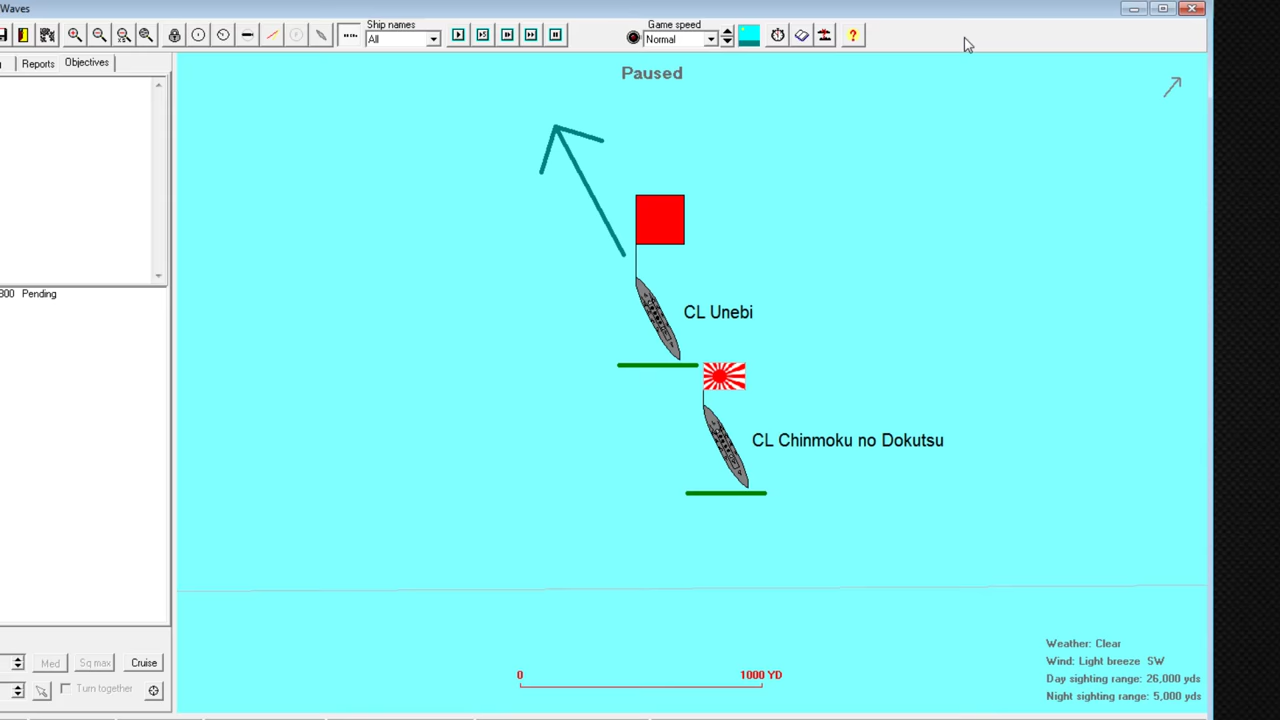 Waves
Ship names
All
Game speed
Normal
?
Reports
Objectives
Paused
800 Pending
CL Unebi
CL Chinmoku no Dokutsu
Med
Sq max
Cruise
Turn together
0
1000 YD
Weather: Clear
Wind: Light breeze SW
Day sighting range: 26,000 yds
Night sighting range: 5,000 yds